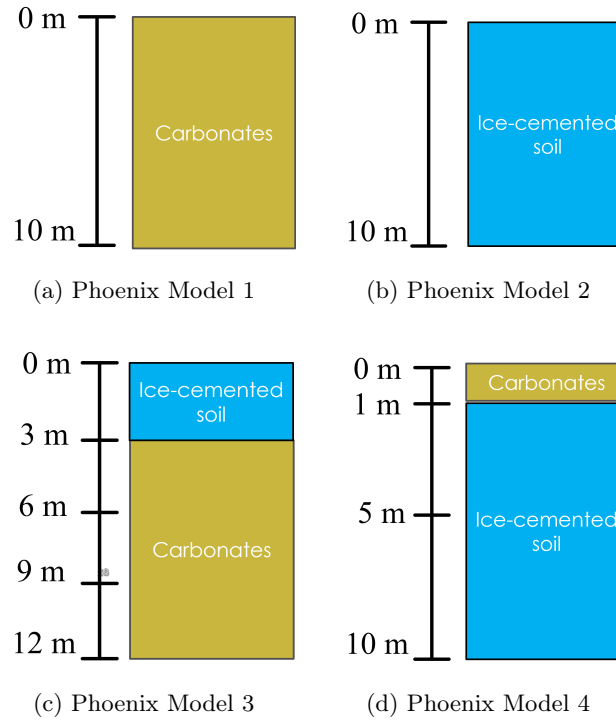 0 m
Carbonates
10 m
(a) Phoenix Model 1
0 m
Ice-cemented
soil
10 m
(b) Phoenix Model 2
0 m
Ice-cemented
soil
3 m
6 m
Carbonates
9 m
12 m
(c) Phoenix Model 3
0 m
Carbonates
1 m
5 m
Ice-cemented
soil
10 m
(d) Phoenix Model 4